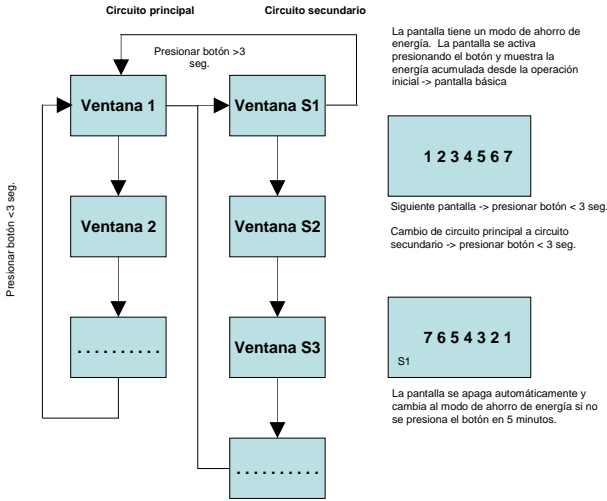 Circuito principal
Circuito secundario
Presionar botón >3
seg.
Ventana 1
Ventana S1
Ventana 2
Ventana S2
. . . . . . . . . .
Ventana S3
. . . . . . . . . .
Presionar botón <3 seg.
La pantalla tiene un modo de ahorro de
energía. La pantalla se activa
presionando el botón y muestra la
energía acumulada desde la operación
inicial -> pantalla básica
1 2 3 4 5 6 7
Siguiente pantalla -> presionar botón < 3 seg.
Cambio de circuito principal a circuito
secundario -> presionar botón < 3 seg.
7 6 5 4 3 2 1
S1
La pantalla se apaga automáticamente y
cambia al modo de ahorro de energía si no
se presiona el botón en 5 minutos.